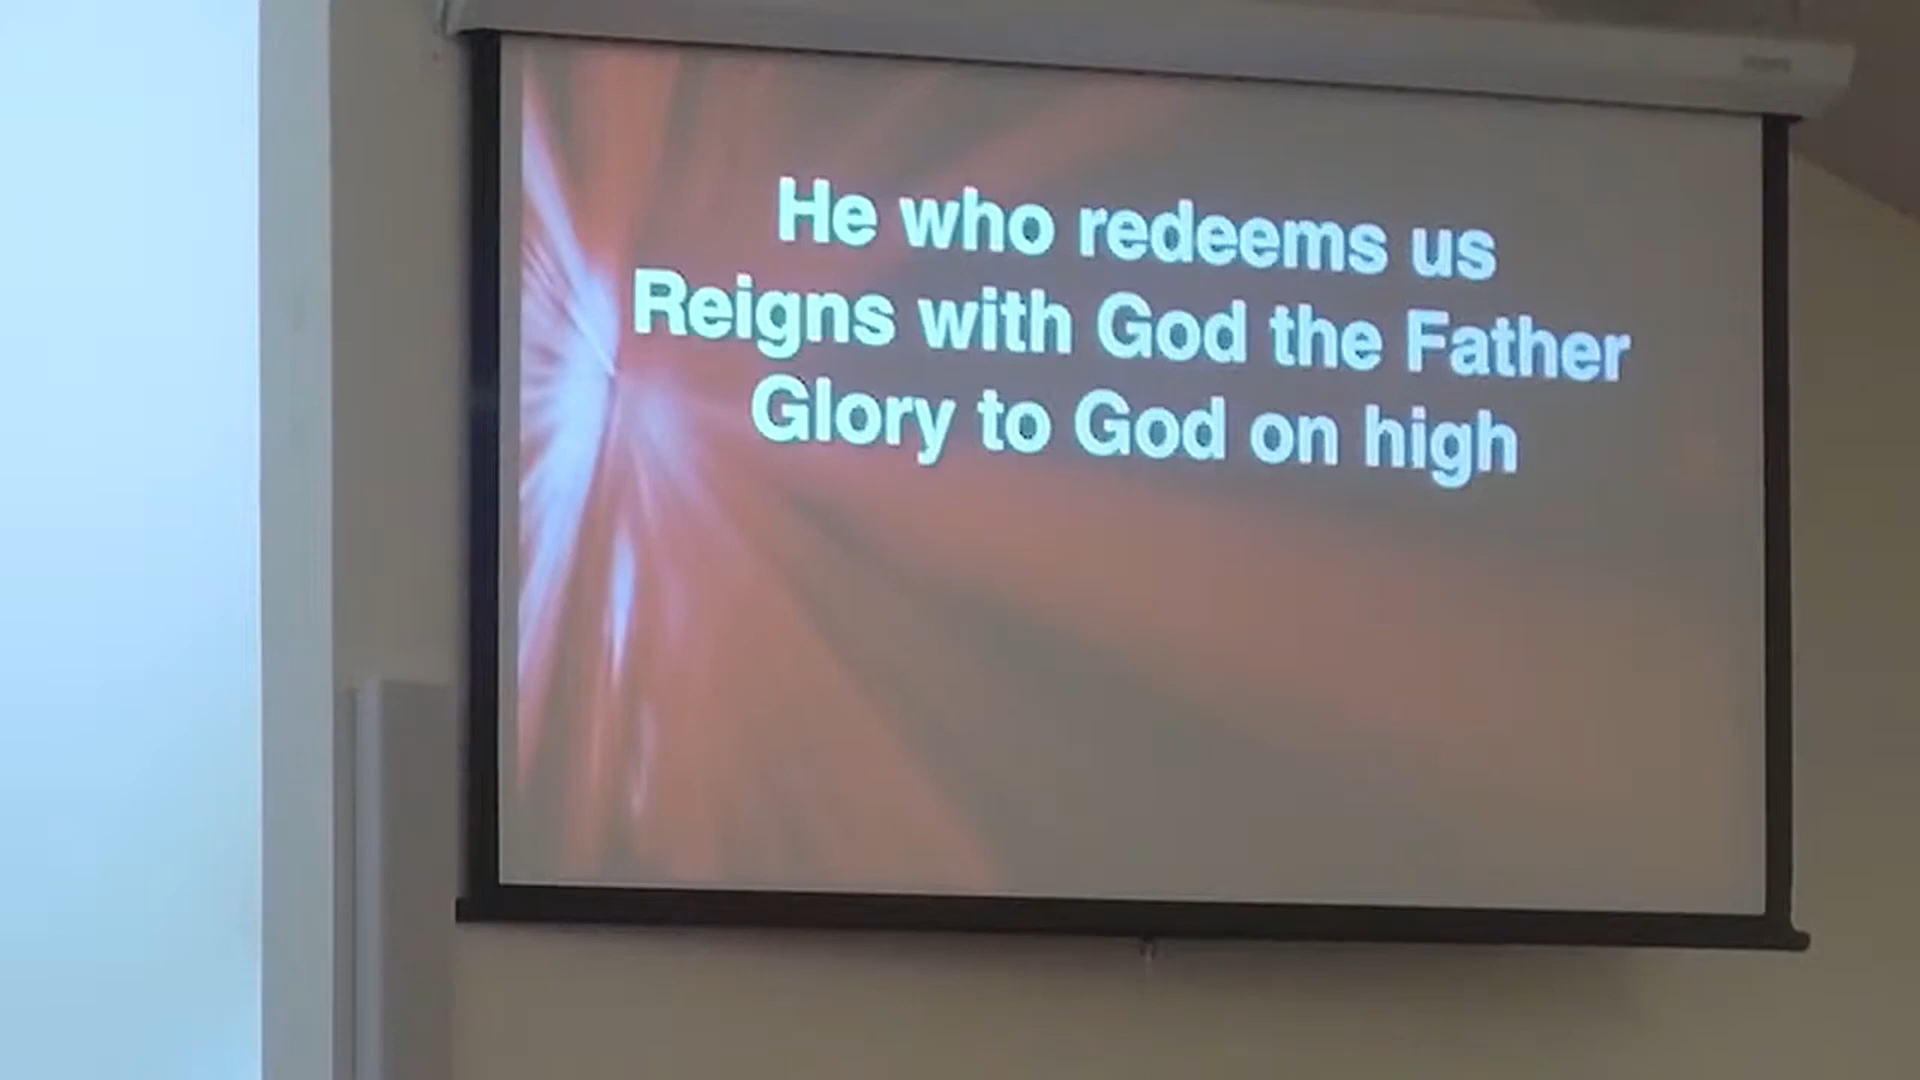 He who redeems us
Reigns with God the Father
Glory to God on high